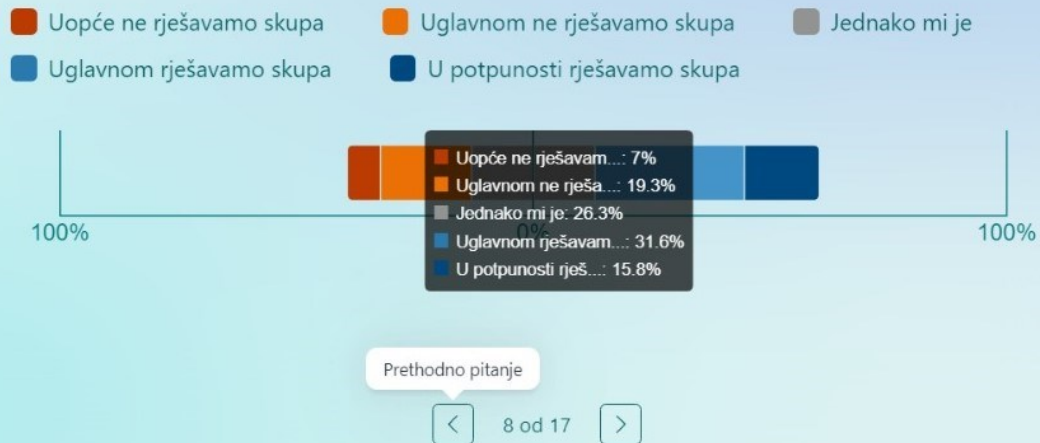 Uopće ne rješavamo skupa Uglavnom ne rješavamo skupa Jednako mi je
Uglavnom rješavamo skupa U potpunosti rješavamo skupa
Uopće ne rješavam...: 7%
Uglavnom ne rješa...: 19.3%
Jednako mi je: 26.3%
Uglavnom rješavam...: 31.6%
U potpunosti rješ...: 15.8%
100% 0% 100%
Prethodno pitanje
< 8 od 17 >